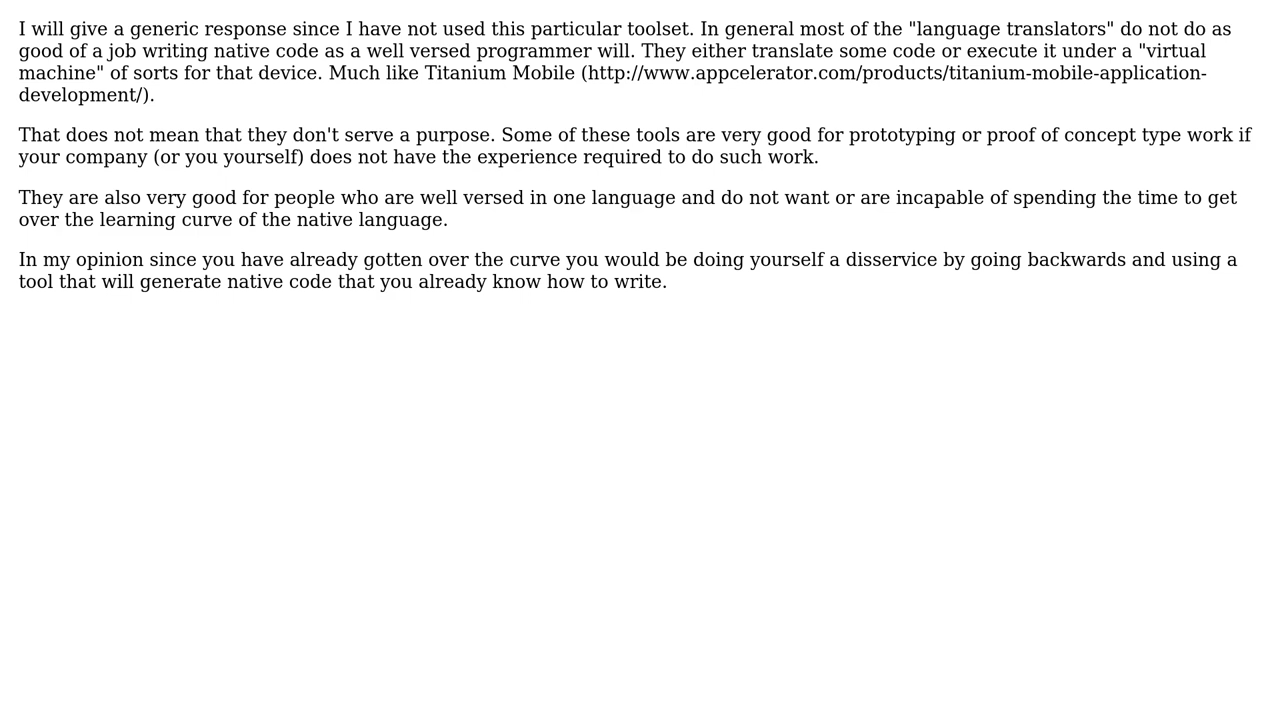 I will give a generic response since I have not used this particular toolset. In general most of the "language translators" do not do as
good of a job writing native code as a well versed programmer will. They either translate some code or execute it under a "virtual
machine" of sorts for that device. Much like Titanium Mobile (http://www.appcelerator.com/products/titanium-mobile-application-
development/).
That does not mean that they don't serve a purpose. Some of these tools are very good for prototyping or proof of concept type work if
your company (or you yourself) does not have the experience required to do such work.
They are also very good for people who are well versed in one language and do not want or are incapable of spending the time to get
over the learning curve of the native language.
In my opinion since you have already gotten over the curve you would be doing yourself a disservice by going backwards and using a
tool that will generate native code that you already know how to write.